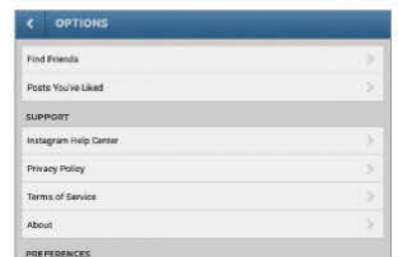 OPTIONS
Find Friends
Posts You've Liked
SUPPORT
Instagram Help Center
Privacy Policy
Terms of Service
About
PREFERENCES